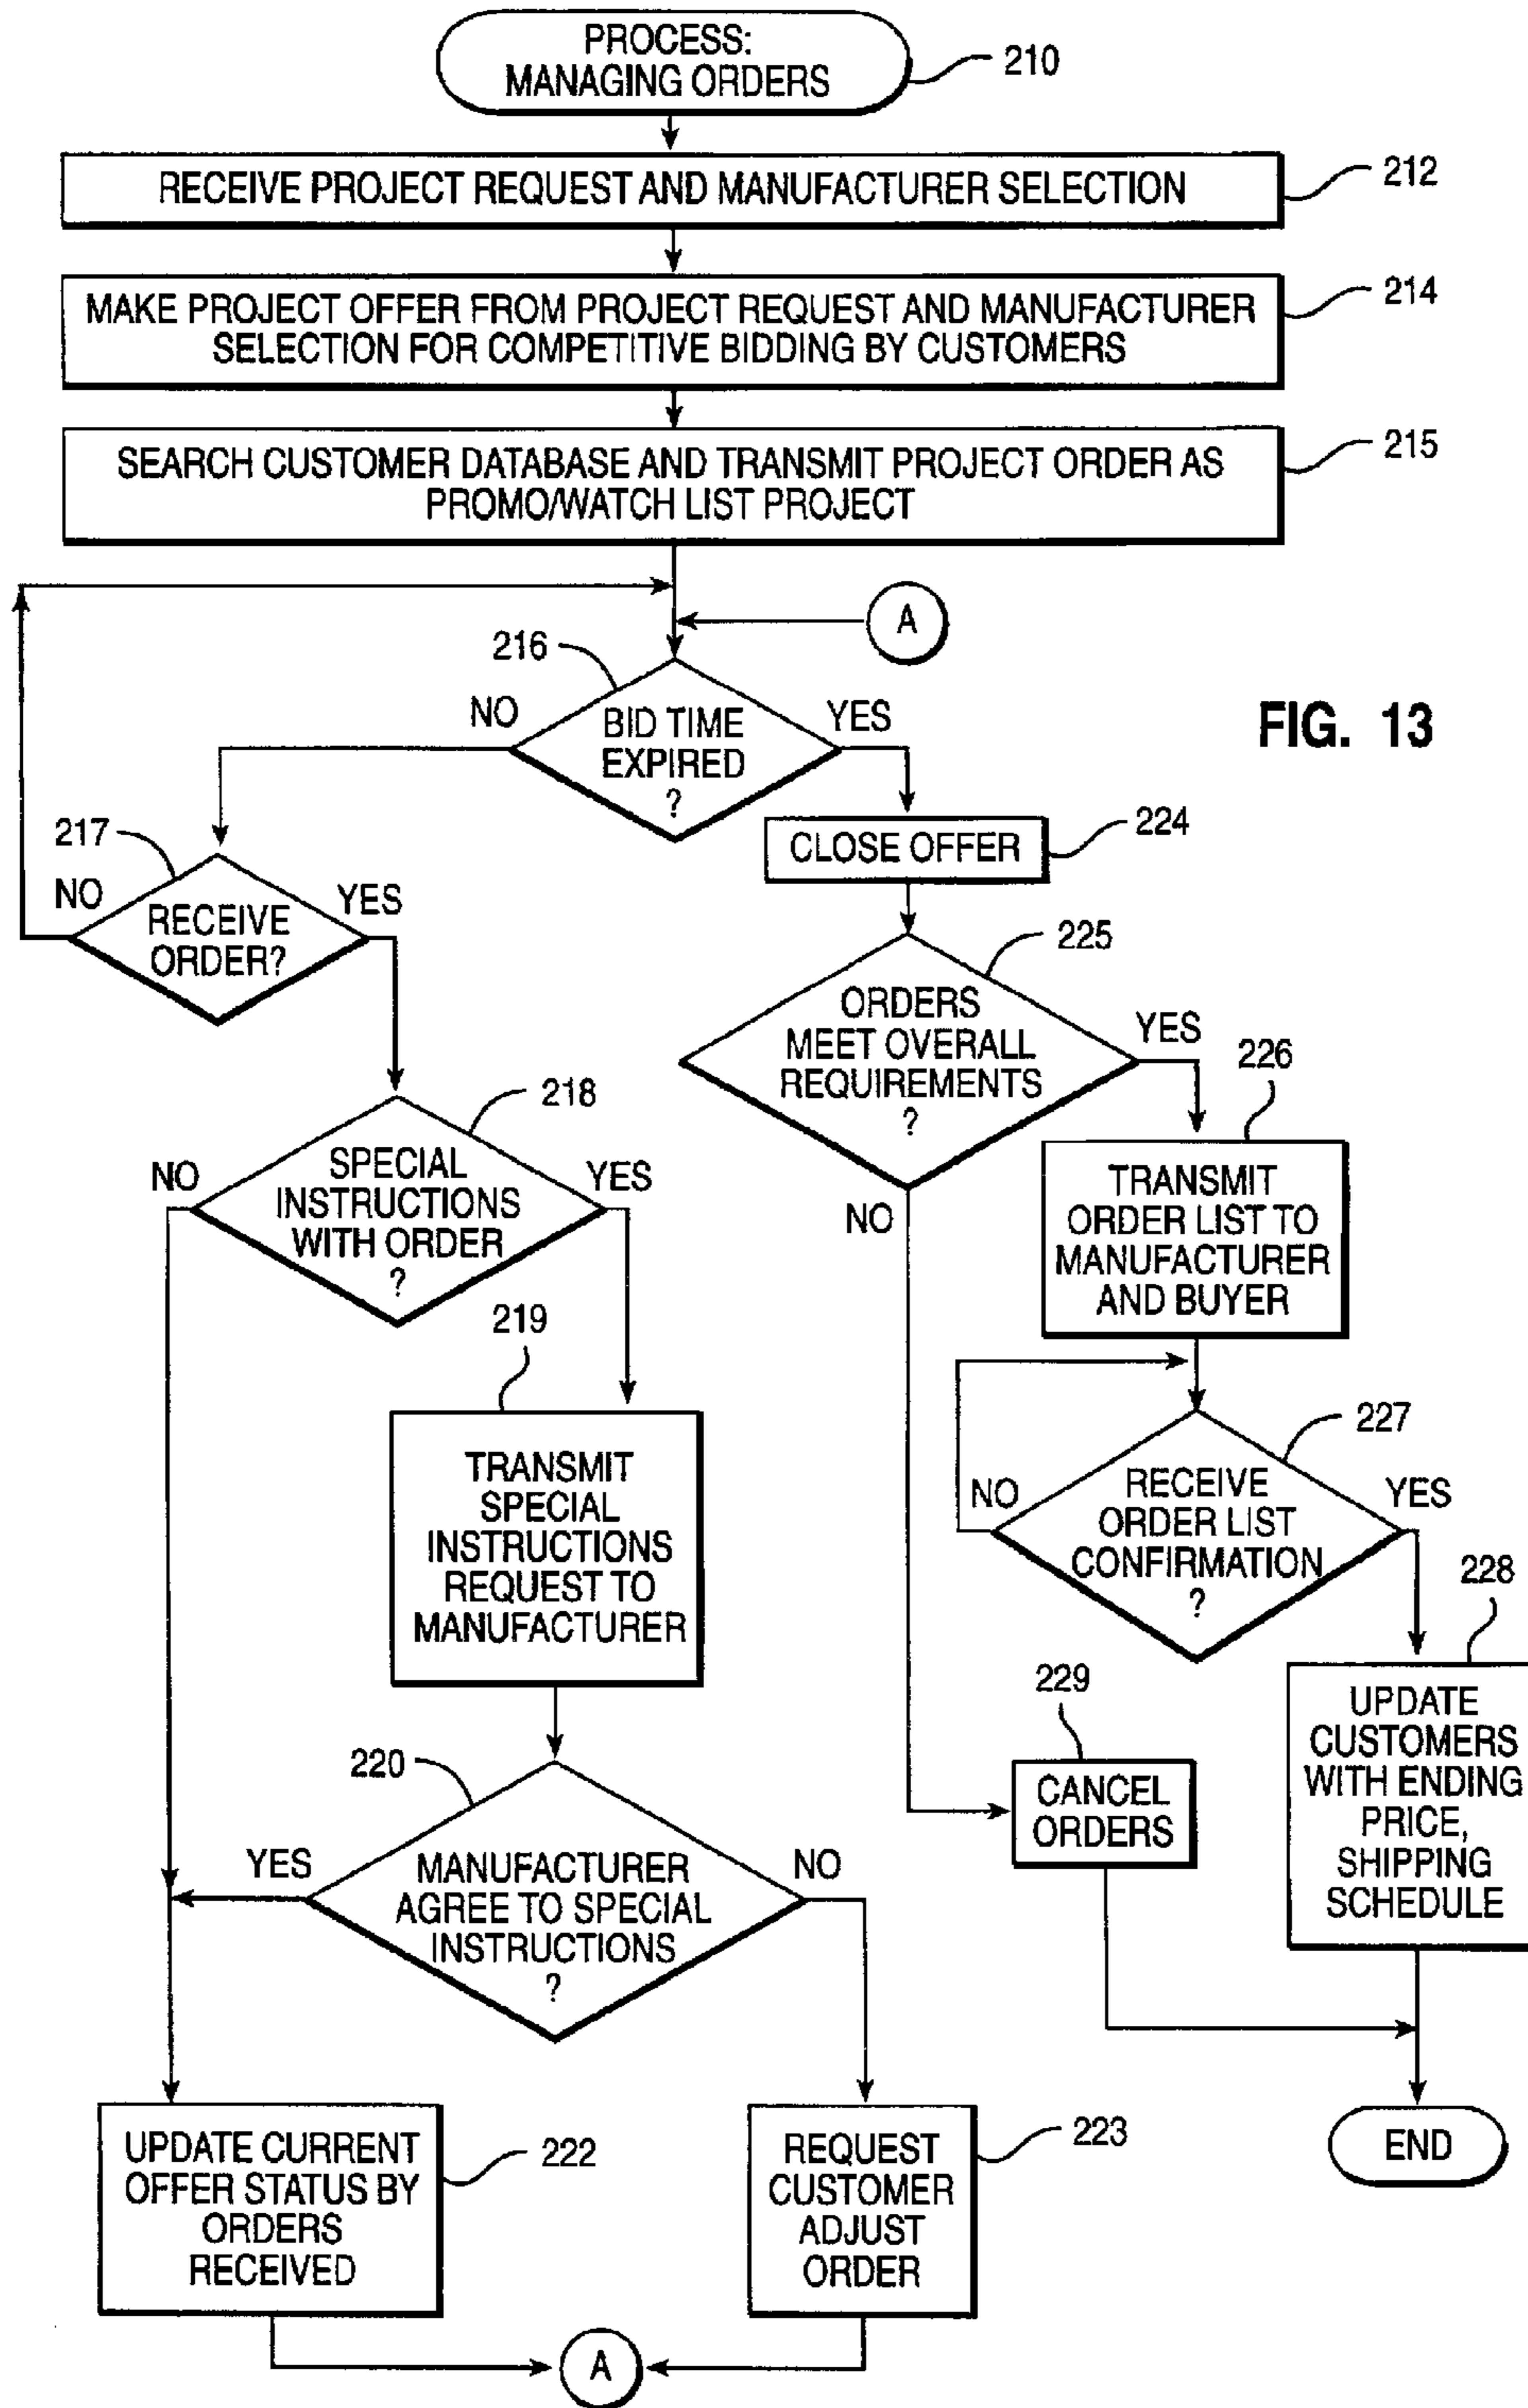 PROCESS:
MANAGING ORDERS
210
RECEIVE PROJECT REQUEST AND MANUFACTURER SELECTION
212
MAKE PROJECT OFFER FROM PROJECT REQUEST AND MANUFACTURER
SELECTION FOR COMPETITIVE BIDDING BY CUSTOMERS
214
SEARCH CUSTOMER DATABASE AND TRANSMIT PROJECT ORDER AS
PROMO/WATCH LIST PROJECT
215
A
216
NO
BID TIME
EXPIRED
?
YES
FIG. 13
217
NO
RECEIVE
ORDER?
YES
CLOSE OFFER
224
225
ORDERS
MEET OVERALL
REQUIREMENTS
?
YES
NO
218
NO
SPECIAL
INSTRUCTIONS
WITH ORDER
?
YES
226
TRANSMIT
ORDER LIST TO
MANUFACTURER
AND BUYER
219
TRANSMIT
SPECIAL
INSTRUCTIONS
REQUEST TO
MANUFACTURER
227
NO
RECEIVE
ORDER LIST
CONFIRMATION
?
YES
228
UPDATE
CUSTOMERS
WITH ENDING
PRICE,
SHIPPING
SCHEDULE
229
CANCEL
ORDERS
220
YES
MANUFACTURER
AGREE TO SPECIAL
INSTRUCTIONS
?
NO
UPDATE CURRENT
OFFER STATUS BY
ORDERS
RECEIVED
222
REQUEST
CUSTOMER
ADJUST
ORDER
223
END
A